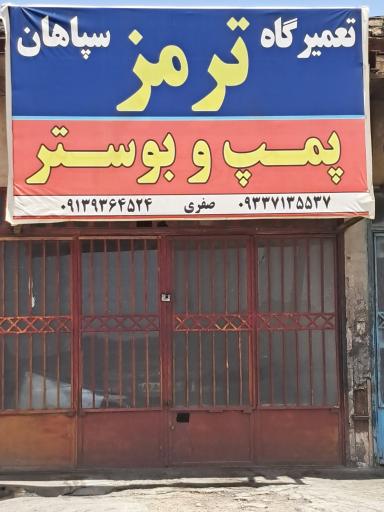 تعمیرگاه ترمز سپاهان
پمپ و بوستر
۰۹۳۳۷۱۳۵۵۳۷ صفری ۰۹۱۳۹۳۶۴۵۲۴